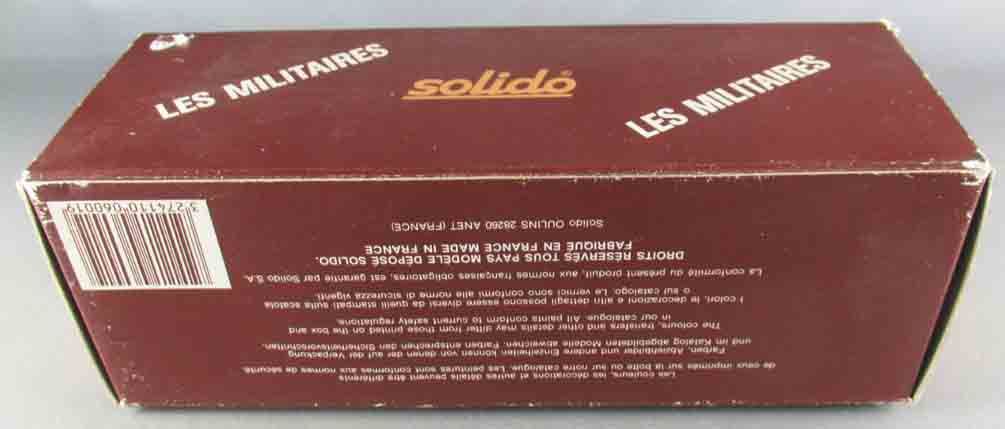 LES MILITAIRES
solido
LES MILITAIRES
Les couleurs, les décorations et autres détails peuvent être différents
de ceux imprimés sur la boîte ou sur notre catalogue. Les peintures sont conformes aux normes de sécurité.
Farben, Abziehbilder und andere Einzelheiten können von denen der auf der Verpackung
und im Katalog abgebildeten Modelle abweichen. Farben entsprechen den Sicherheitsvorschriften.
The colours, transfers and other details may differ from those printed on the box and
in our catalogue. All paints conform to current safety regulations.
I colori, le decorazioni e altri dettagli possono essere diversi da quelli stampati sulla scatola
o sul catalogo. Le vernici sono conformi alle norme di sicurezza vigenti.
La conformité du présent produit, aux normes françaises obligatoires, est garantie par Solido S.A.
DROITS RÉSERVÉS TOUS PAYS MODÈLE DÉPOSÉ SOLIDO.
FABRIQUÉ EN FRANCE MADE IN FRANCE
Solido OULINS 28260 ANET (FRANCE)
3 274110 060019